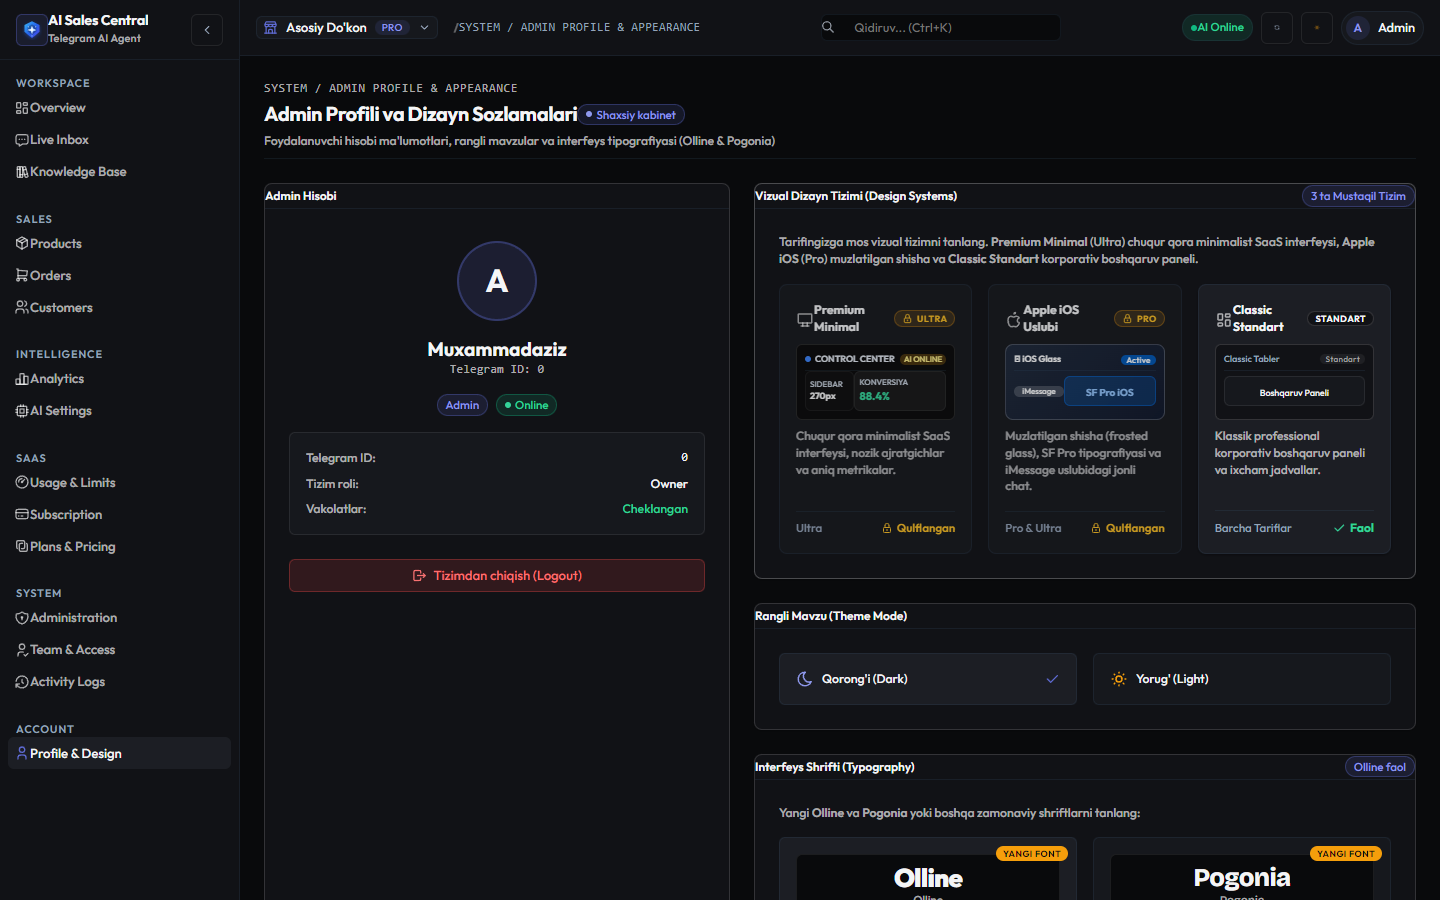 AI Sales Central
Telegram AI Agent
Asosiy Do'kon
PRO
/SYSTEM / ADMIN PROFILE & APPEARANCE
Qidiruv... (Ctrl+K)
AI Online
A
Admin
WORKSPACE
Overview
Live Inbox
Knowledge Base
SALES
Products
Orders
Customers
INTELLIGENCE
Analytics
AI Settings
SAAS
Usage & Limits
Subscription
Plans & Pricing
SYSTEM
Administration
Team & Access
Activity Logs
ACCOUNT
Profile & Design
SYSTEM / ADMIN PROFILE & APPEARANCE
Admin Profili va Dizayn Sozlamalari
Shaxsiy kabinet
Foydalanuvchi hisobi ma'lumotlari, rangli mavzular va interfeys tipografiyasi (Olline & Pogonia)
Admin Hisobi
A
Muxammadaziz
Telegram ID: 0
Admin
Online
Telegram ID:
0
Tizim roli:
Owner
Vakolatlar:
Cheklangan
Tizimdan chiqish (Logout)
Vizual Dizayn Tizimi (Design Systems)
3 ta Mustaqil Tizim
Tarifingizga mos vizual tizimni tanlang. Premium Minimal (Ultra) chuqur qora minimalist SaaS interfeysi, Apple
iOS (Pro) muzlatilgan shisha va Classic Standart korporativ boshqaruv paneli.
Premium
Minimal
ULTRA
CONTROL CENTER
AI ONLINE
SIDEBAR
270px
KONVERSIYA
88.4%
Chuqur qora minimalist SaaS
interfeysi, nozik ajratgichlar
va aniq metrikalar.
Ultra
Qulflangan
Apple iOS
Uslubi
PRO
iOS Glass
Active
iMessage
SF Pro iOS
Muzlatilgan shisha (frosted
glass), SF Pro tipografiyasi va
iMessage uslubidagi jonli
chat.
Pro & Ultra
Qulflangan
Classic
Standart
STANDART
Classic Tabler
Standart
Boshqaruv Paneli
Klassik professional
korporativ boshqaruv paneli
va ixcham jadvallar.
Barcha Tariflar
Faol
Rangli Mavzu (Theme Mode)
Qorong'i (Dark)
Yorug' (Light)
Interfeys Shrifti (Typography)
Olline faol
Yangi Olline va Pogonia yoki boshqa zamonaviy shriftlarni tanlang:
YANGI FONT
Olline
Olline
YANGI FONT
Pogonia
Pogonia